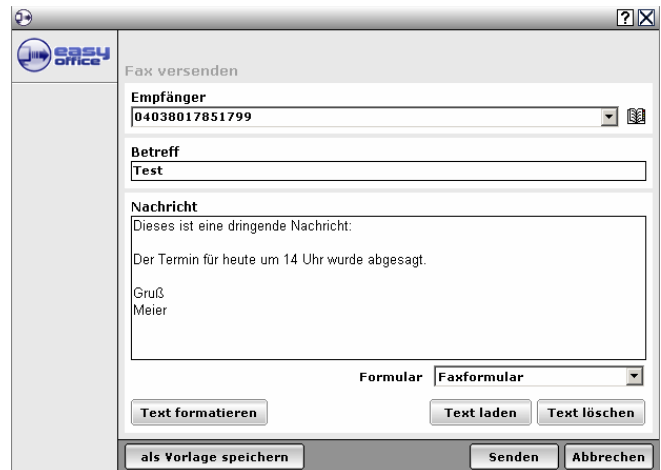 ?
easy
office
Fax versenden
Empfänger
04038017851799
Betreff
Test
Nachricht
Dieses ist eine dringende Nachricht:
Der Termin für heute um 14 Uhr wurde abgesagt.
Gruß
Meier
Formular Faxformular
Text formatieren Text laden Text löschen
als Vorlage speichern Senden Abbrechen